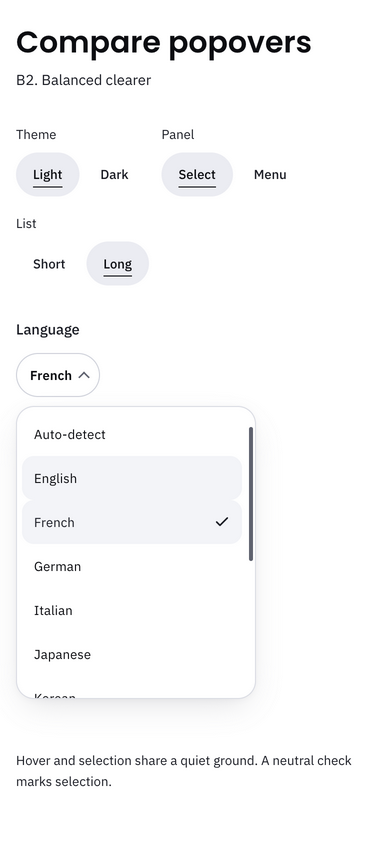 Compare popovers
B2. Balanced clearer
Theme
Panel
Light
Dark
Select
Menu
List
Short
Long
Language
French
Auto-detect
English
French
German
Italian
Japanese
Korean
Hover and selection share a quiet ground. A neutral check
marks selection.